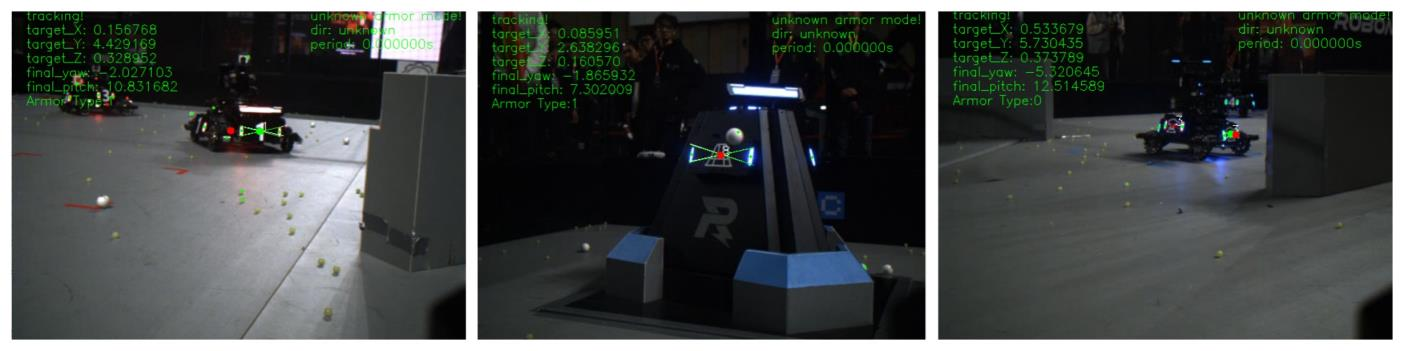 tracking!
unknown armor mode!
target_X: 0.156768
dir: unknown
target_Y: 4.429169
period: 0.000000s
target_Z: 0.328952
final_yaw: -2.027103
final_pitch: 10.831682
Armor Type:
tracking!
unknown armor mode!
target_X: 0.085951
dir: unknown
target_Y: 2.638296
period: 0.000000s
target_Z: 0.160570
final_yaw: -1.865932
final_pitch: 7.302009
Armor Type:1
tracking!
unknown armor mode!
target_X: 0.533679
dir: unknown
target_Y: 5.730435
period: 0.000000s
target_Z: 0.373789
final_yaw: -5.320645
final_pitch: 12.514589
Armor Type:0